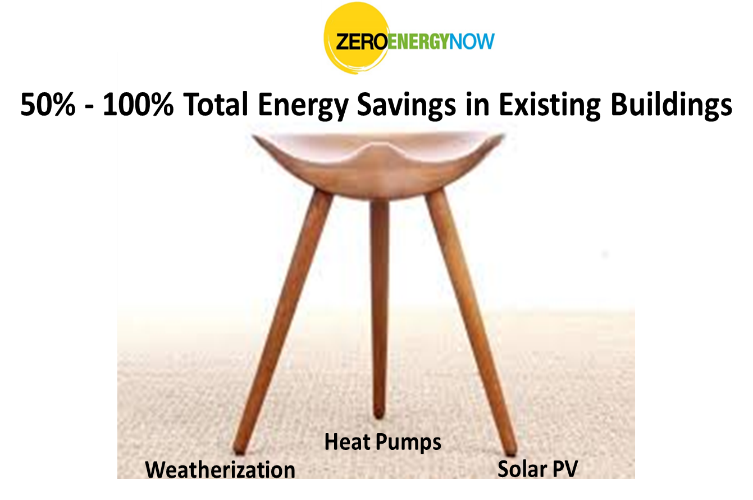 ZEROENERGYNOW
50% - 100% Total Energy Savings in Existing Buildings
Heat Pumps
Weatherization
Solar PV